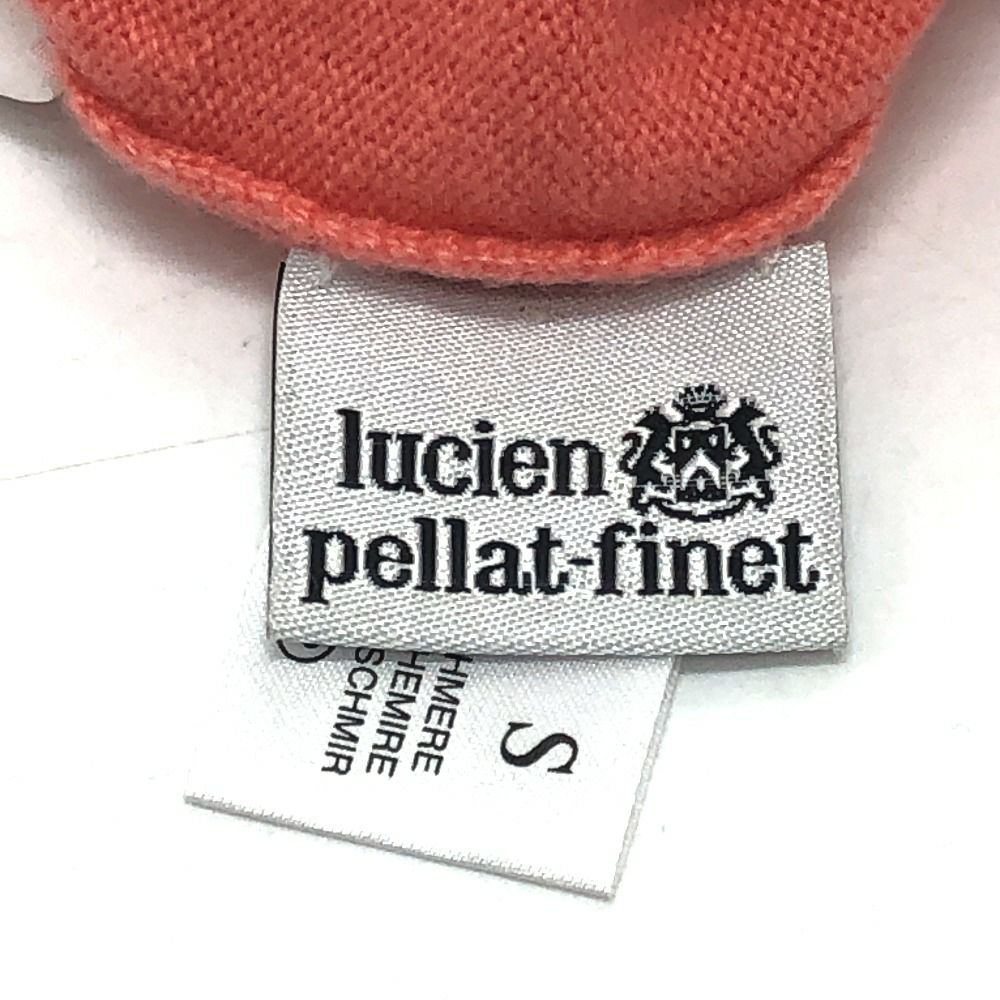 lucien
pellat-finet
S
HMERE
HEMIRE
SCHMIR